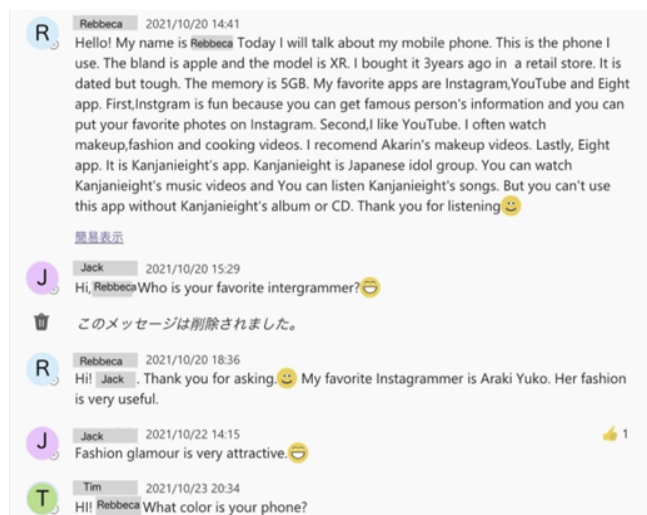 R Rebbeca 2021/10/20 14:41
Hello! My name is Rebbeca Today I will talk about my mobile phone. This is the phone I
use. The bland is apple and the model is XR. I bought it 3years ago in a retail store. It is
dated but tough. The memory is 5GB. My favorite apps are Instagram,YouTube and Eight
app. First,Instgram is fun because you can get famous person's information and you can
put your favorite photes on Instagram. Second,I like YouTube. I often watch
makeup,fashion and cooking videos. I recomend Akarin's makeup videos. Lastly, Eight
app. It is Kanjanieight's app. Kanjanieight is Japanese idol group. You can watch
Kanjanieight's music videos and You can listen Kanjanieight's songs. But you can't use
this app without Kanjanieight's album or CD. Thank you for listening
簡易表示
J Jack 2021/10/20 15:29
Hi, Rebbeca Who is your favorite intergrammer?
このメッセージは削除されました。
R Rebbeca 2021/10/20 18:36
Hi! Jack . Thank you for asking. My favorite Instagrammer is Araki Yuko. Her fashion
is very useful.
J Jack 2021/10/22 14:15 1
Fashion glamour is very attractive.
T Tim 2021/10/23 20:34
HI! Rebbeca What color is your phone?